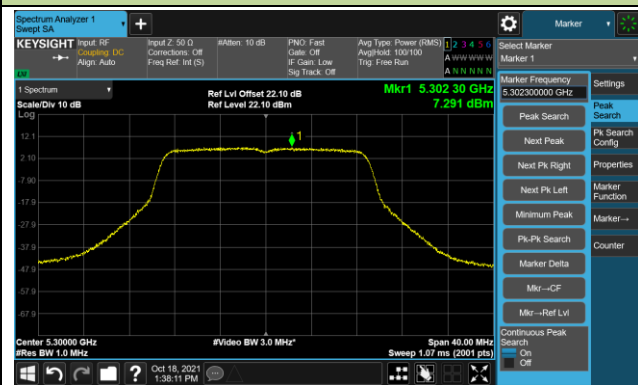 Spectrum Analyzer 1
Swept SA
+
Marker
KEYSIGHT
Input: RF
Coupling: DC
Align: Auto
Input Z: 50 Ω
Corrections: Off
Freq Ref: Int (S)
#Atten: 10 dB
PNO: Fast
Gate: Off
IF Gain: Low
Sig Track: Off
Avg Type: Power (RMS)
Avg|Hold: 100/100
Trig: Free Run
1 2 3 4 5 6
A W W W W W
A N N N N N
Select Marker
Marker 1
LXI
1 Spectrum
Scale/Div 10 dB
Log
Ref Lvl Offset 22.10 dB
Ref Level 22.10 dBm
Mkr1 5.302 30 GHz
7.291 dBm
1
12.1
2.10
-7.90
-17.9
-27.9
-37.9
-47.9
-57.9
-67.9
Center 5.30000 GHz
#Res BW 1.0 MHz
#Video BW 3.0 MHz*
Span 40.00 MHz
Sweep 1.07 ms (2001 pts)
Marker Frequency
5.302300000 GHz
Peak Search
Next Peak
Next Pk Right
Next Pk Left
Minimum Peak
Pk-Pk Search
Marker Delta
Mkr→CF
Mkr→Ref Lvl
Continuous Peak
Search
On
Off
Settings
Peak
Search
Pk Search
Config
Properties
Marker
Function
Marker→
Counter
?
Oct 18, 2021
1:38:11 PM